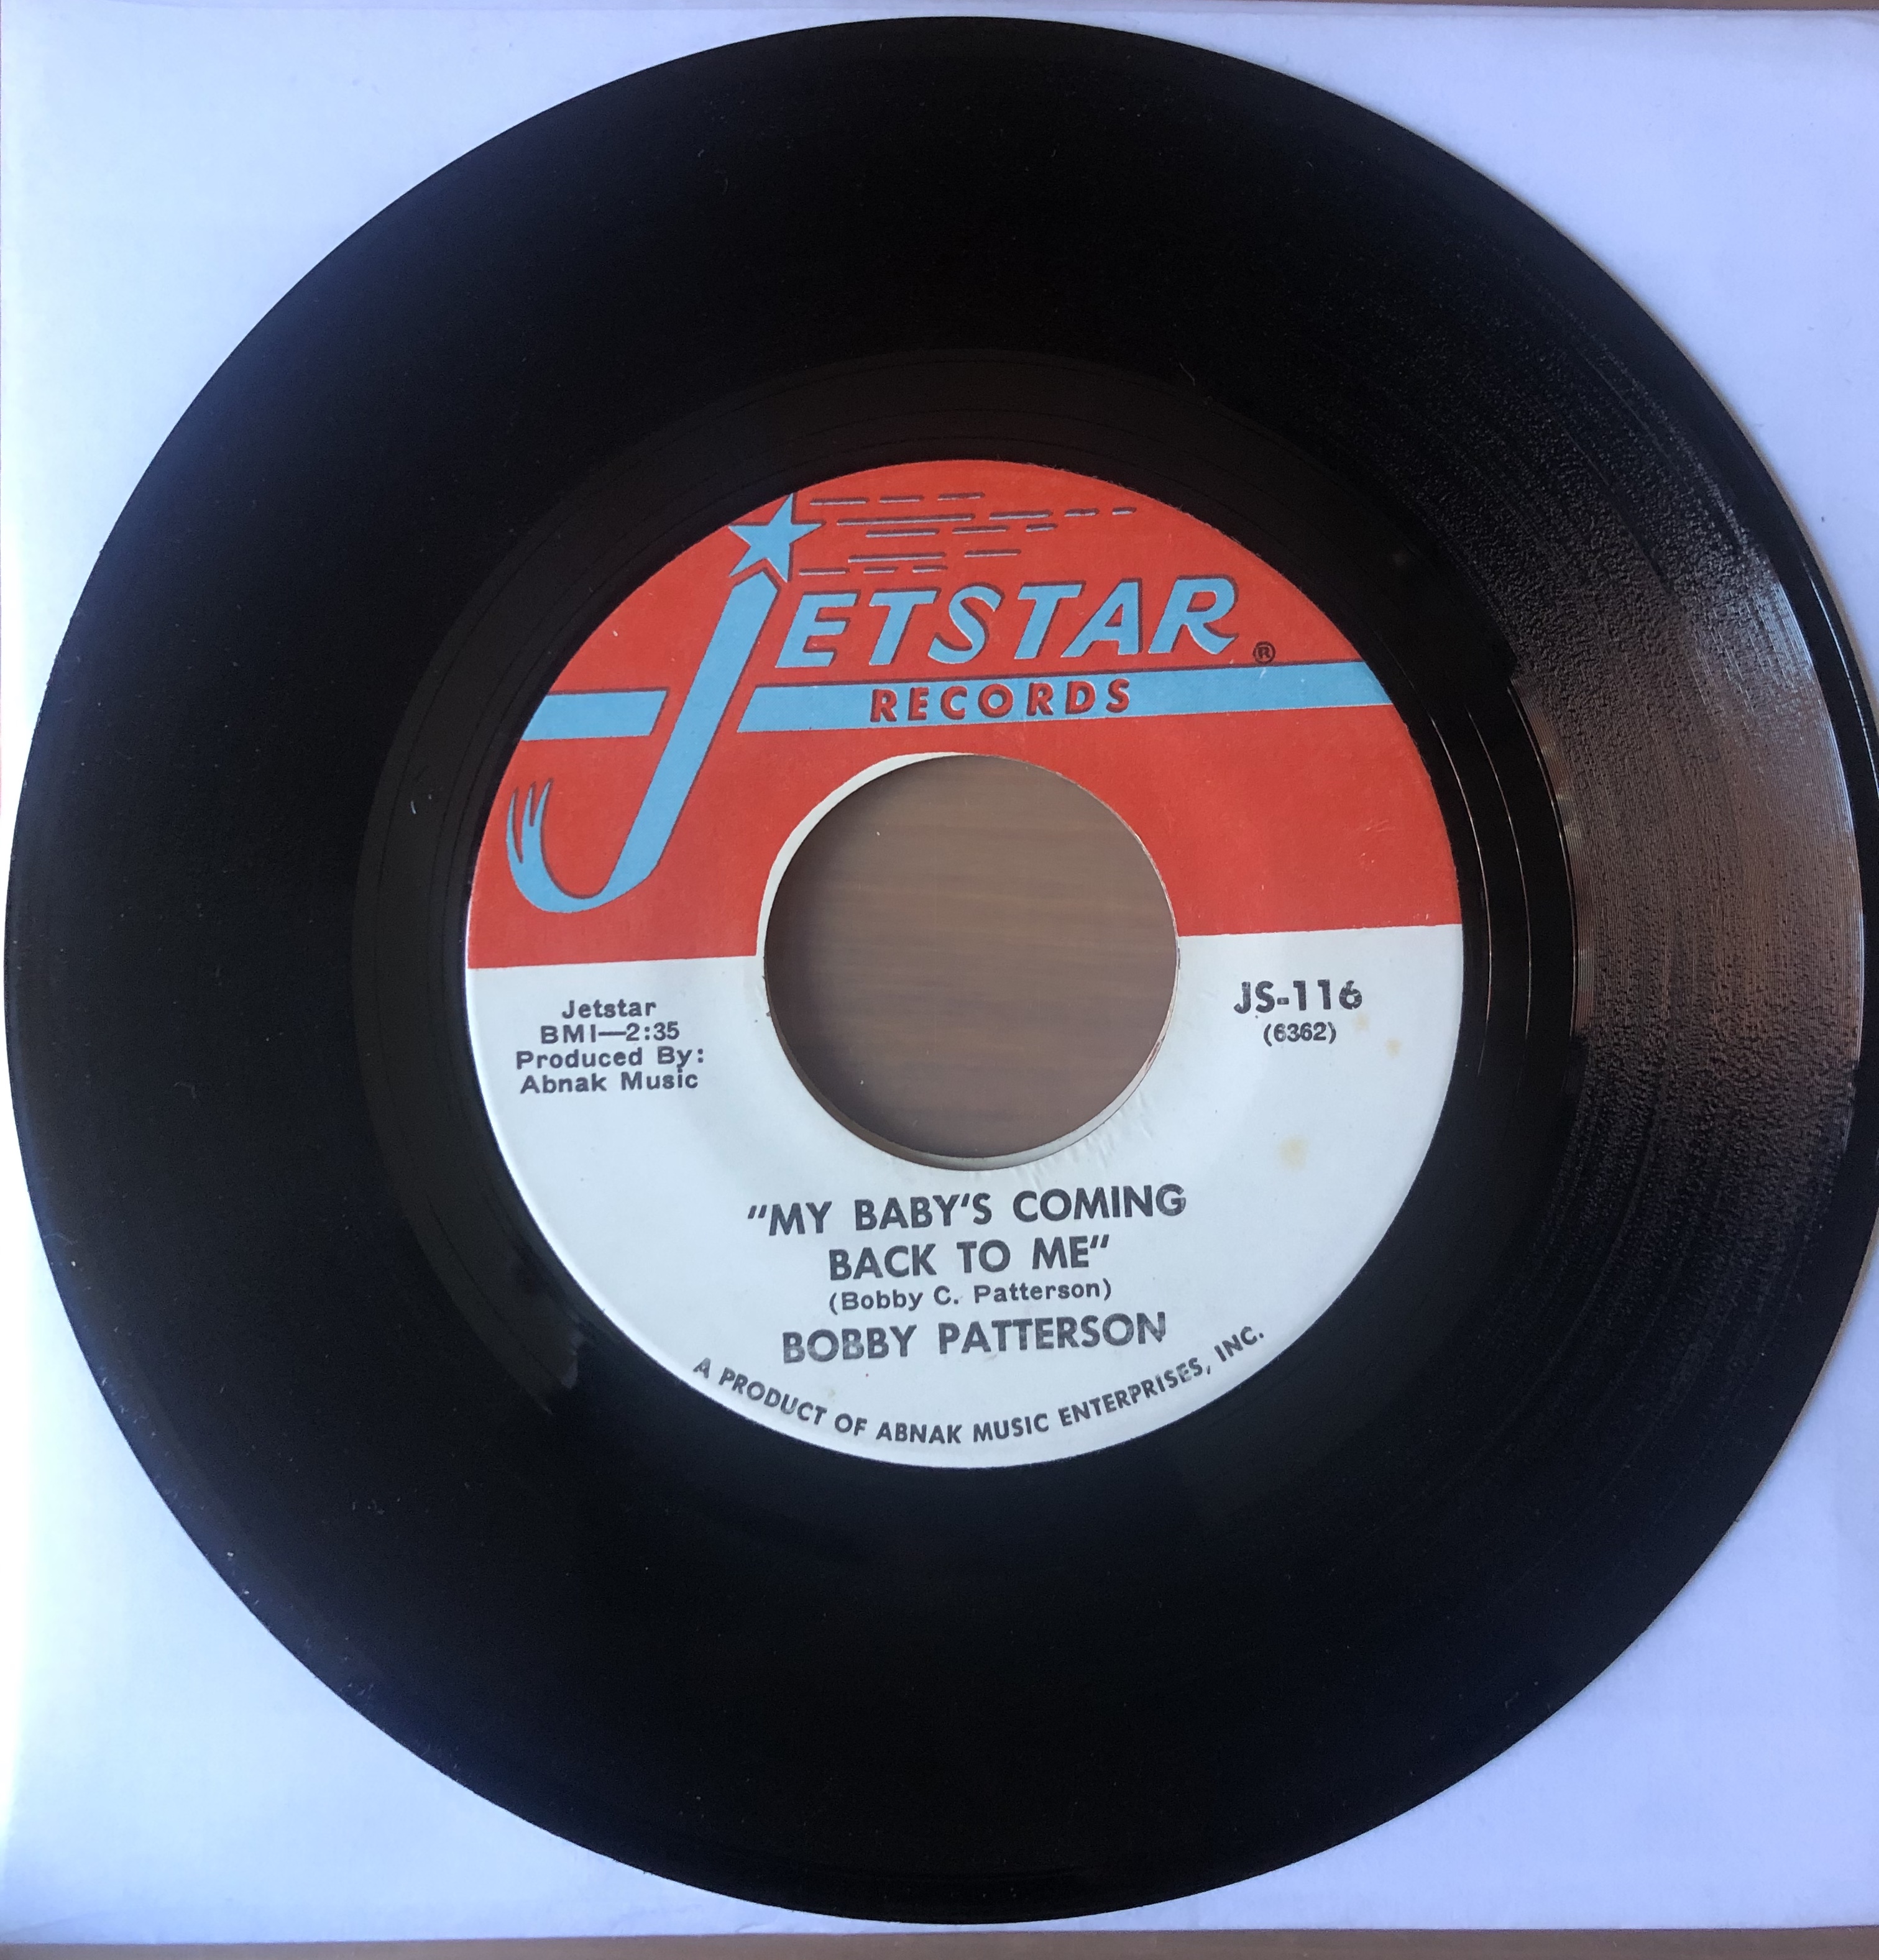 JETSTAR®
RECORDS
Jetstar
BMI—2:35
Produced By:
Abnak Music
JS-116
(6362)
"MY BABY'S COMING
BACK TO ME"
(Bobby C. Patterson)
BOBBY PATTERSON
A PRODUCT OF ABNAK MUSIC ENTERPRISES, INC.